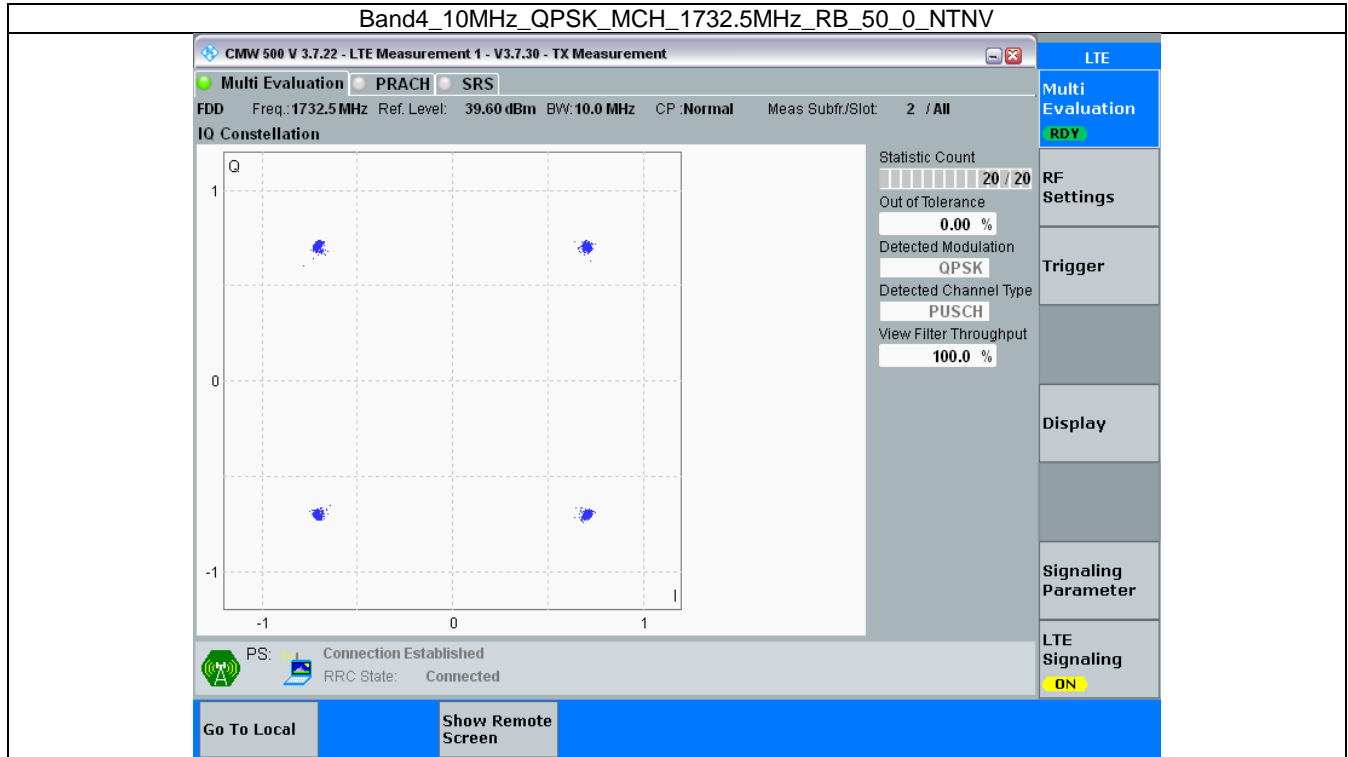 Band4_10MHz_QPSK_MCH_1732.5MHz_RB_50_0_NTNV
CMW 500 V 3.7.22 - LTE Measurement 1 - V3.7.30 - TX Measurement
LTE
Multi Evaluation PRACH SRS
Multi
Evaluation
RDY
FDD Freq.:1732.5 MHz Ref. Level: 39.60 dBm BW:10.0 MHz CP :Normal Meas Subfr./Slot: 2 / All
IQ Constellation
Q
1
0
-1
I
-1 0 1
Statistic Count
20 / 20
Out of Tolerance
0.00 %
Detected Modulation
QPSK
Detected Channel Type
PUSCH
View Filter Throughput
100.0 %
RF
Settings
Trigger
Display
Signaling
Parameter
LTE
Signaling
ON
PS: Connection Established
RRC State: Connected
Go To Local
Show Remote
Screen